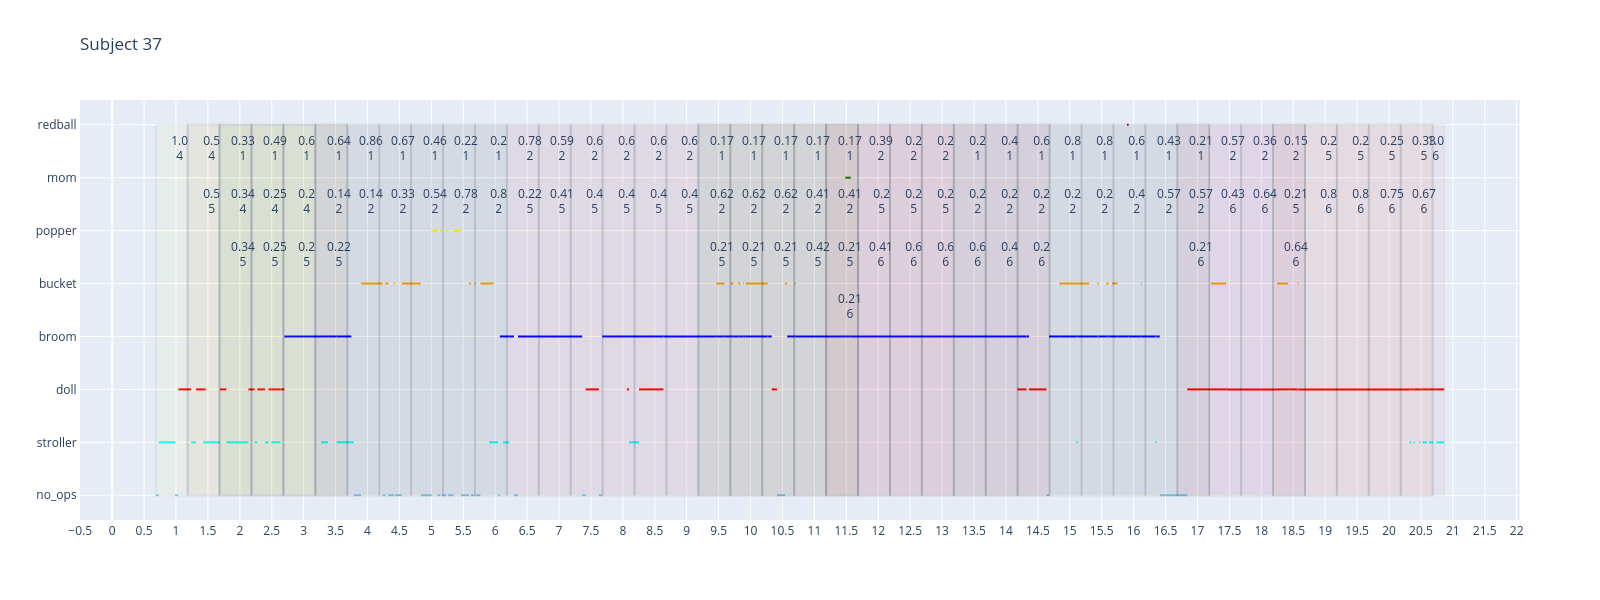 Subject 37
redball
1.0 0.5 0.33 0.49 0.6 0.64 0.86 0.67 0.46 0.22 0.2 0.78 0.59 0.6 0.6 0.6 0.6 0.17 0.17 0.17 0.17 0.17 0.39 0.2 0.2 0.2 0.4 0.6 0.8 0.8 0.6 0.43 0.21 0.57 0.36 0.15 0.2 0.2 0.25
4 4 1 1 1 1 1 1 1 1 1 2 2 2 2 2 2 1 1 1 1 1 2 2 2 1 1 1 1 1 1 1 1 2 2 2 5 5 5 5 6
mom
0.5 0.34 0.25 0.2 0.14 0.14 0.33 0.54 0.78 0.8 0.22 0.41 0.4 0.4 0.4 0.4 0.62 0.62 0.62 0.41 0.41 0.2 0.2 0.2 0.2 0.2 0.2 0.2 0.2 0.4 0.57 0.57 0.43 0.64 0.21 0.8 0.8 0.75 0.67
5 4 4 4 2 2 2 2 2 2 5 5 5 5 5 5 2 2 2 2 2 5 5 5 2 2 2 2 2 2 2 2 6 6 5 6 6 6 6
popper
0.34 0.25 0.2 0.22 0.21 0.21 0.21 0.42 0.21 0.41 0.6 0.6 0.6 0.4 0.2 0.21 0.64
5 5 5 5 5 5 5 5 5 6 6 6 6 6 6 6 6
bucket
0.21
6
broom
doll
stroller
no_ops
−0.5 0 0.5 1 1.5 2 2.5 3 3.5 4 4.5 5 5.5 6 6.5 7 7.5 8 8.5 9 9.5 10 10.5 11 11.5 12 12.5 13 13.5 14 14.5 15 15.5 16 16.5 17 17.5 18 18.5 19 19.5 20 20.5 21 21.5 22